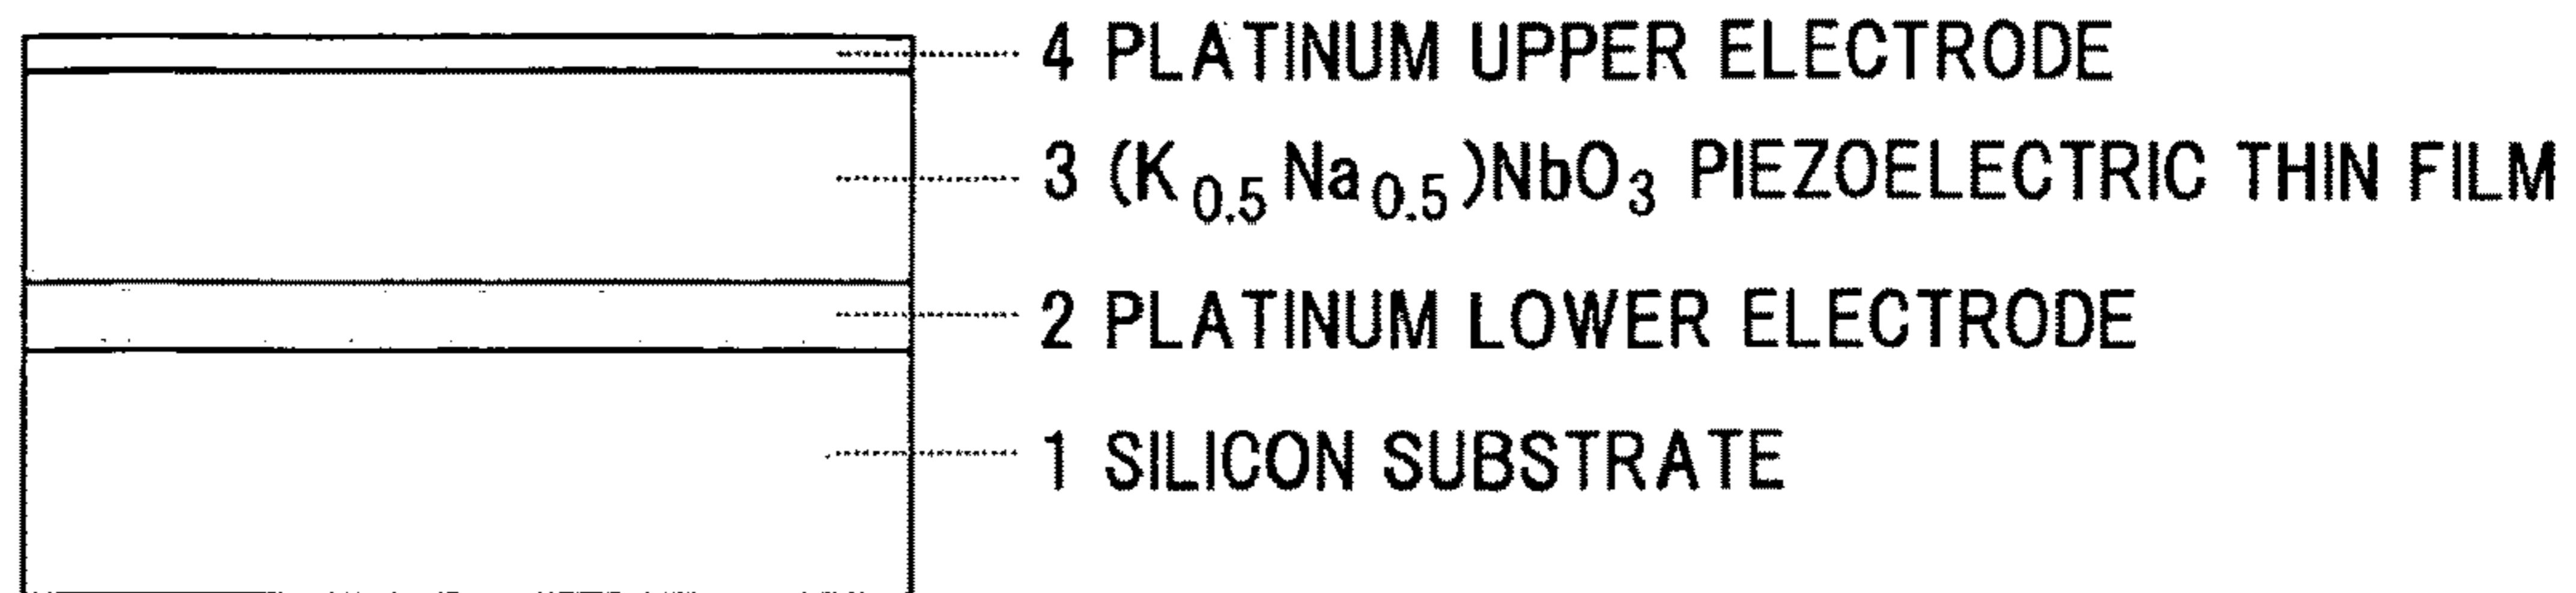 4 PLATINUM UPPER ELECTRODE
3 (K0.5Na0.5)NbO3 PIEZOELECTRIC THIN FILM
2 PLATINUM LOWER ELECTRODE
1 SILICON SUBSTRATE